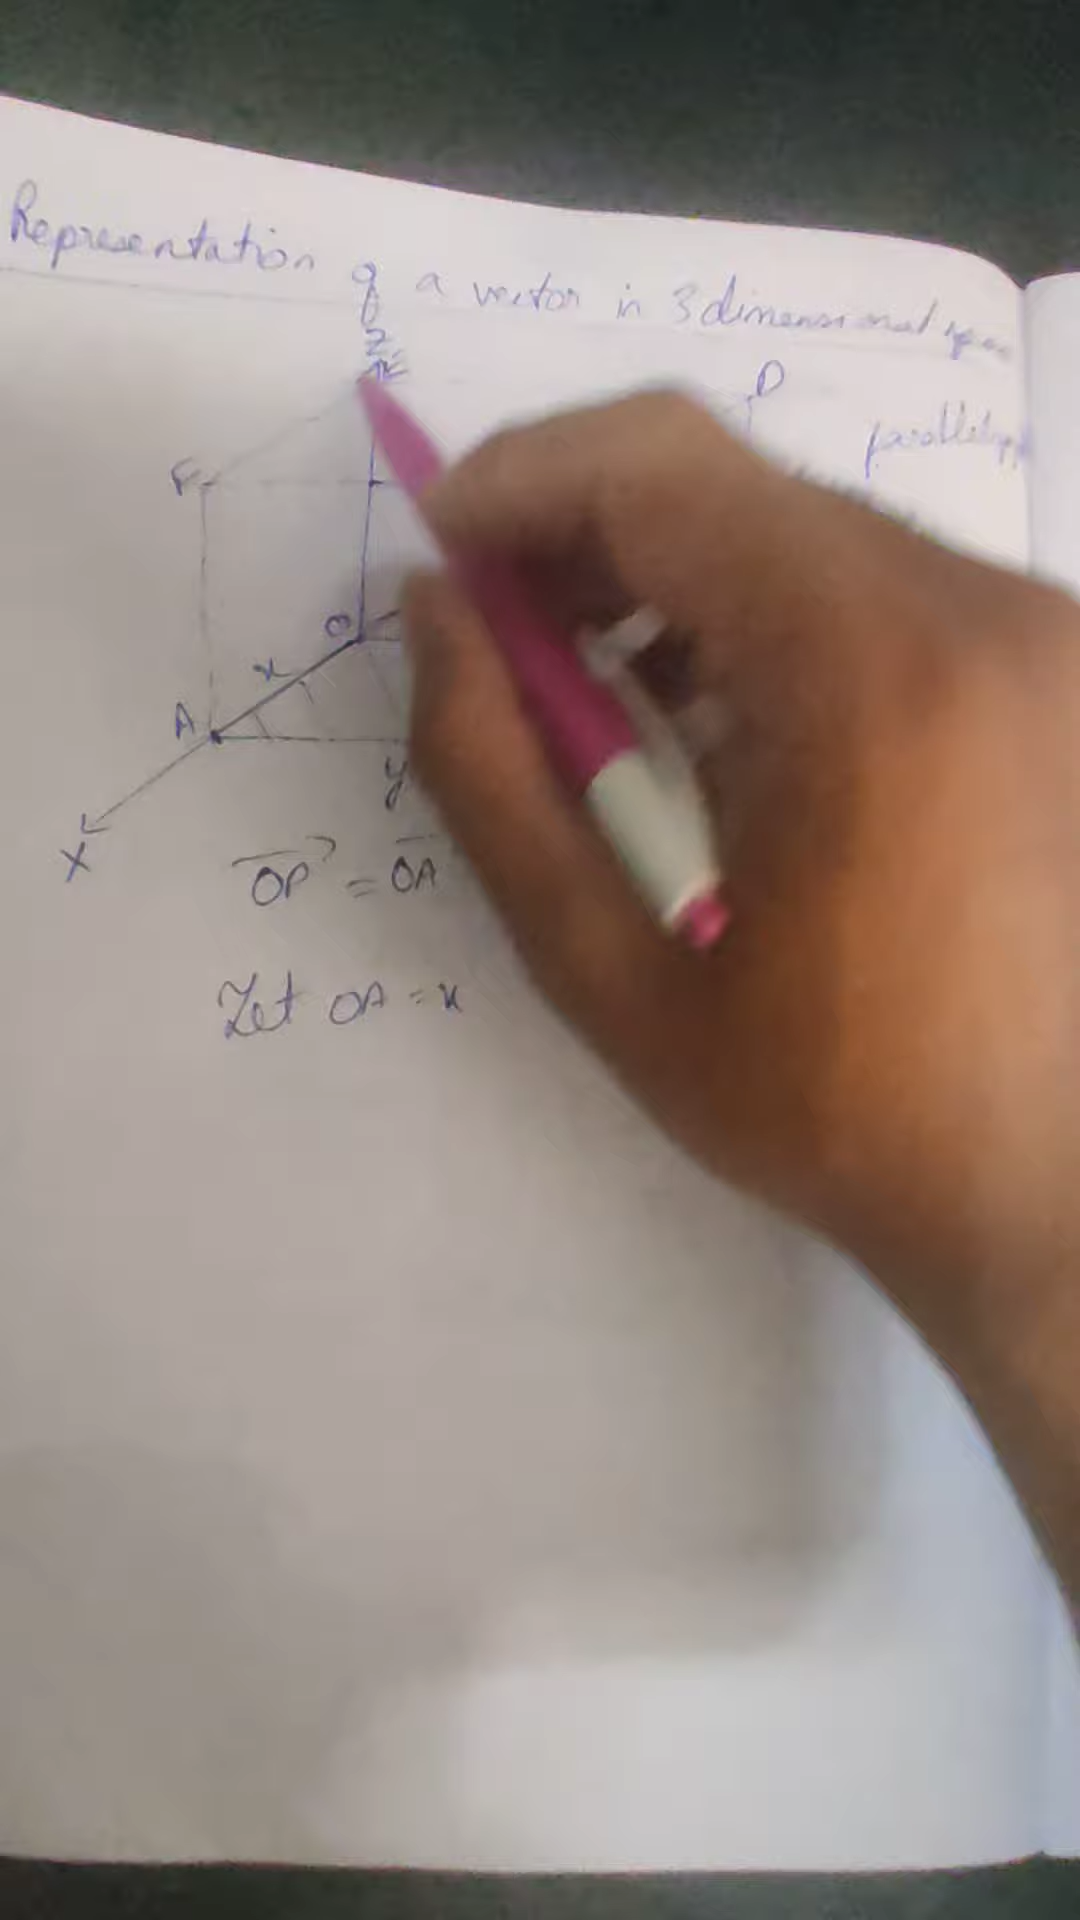 Representation of a vector in 3 dimensional
Z
E
D
F
O
x
A
y
X
OP = OA
Let OA = x